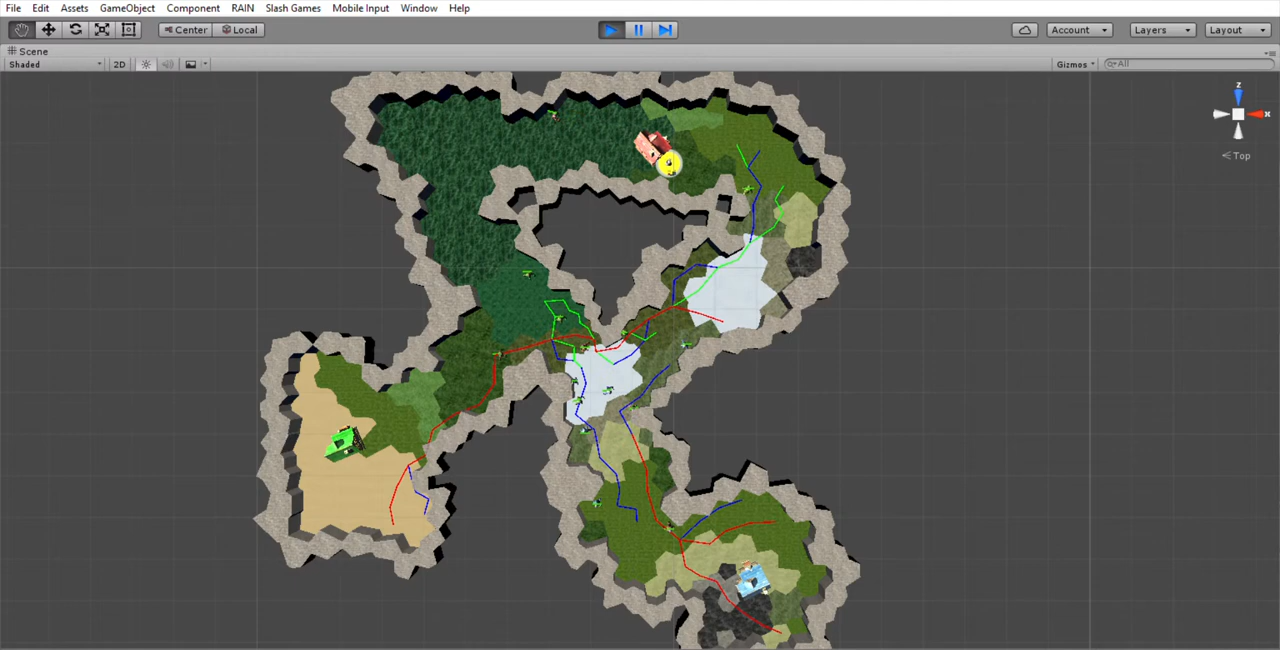 File Edit Assets GameObject Component RAIN Slash Games Mobile Input Window Help
Center Local Account Layers Layout
Scene
Shaded 2D Gizmos All
z
x
Top